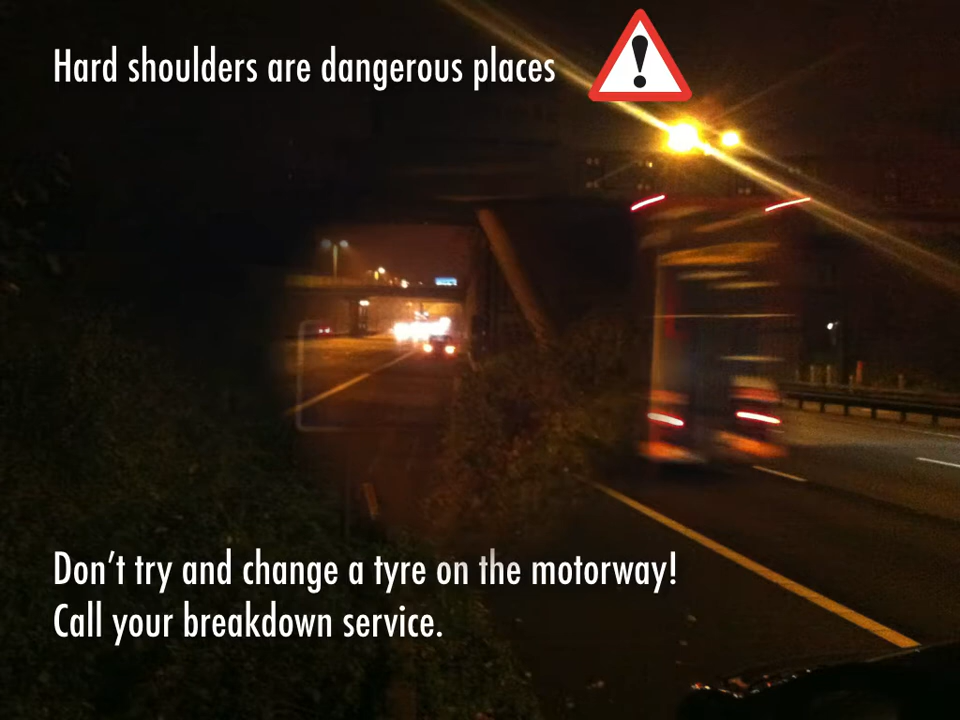 Hard shoulders are dangerous places
Don't try and change a tyre on the motorway!
Call your breakdown service.